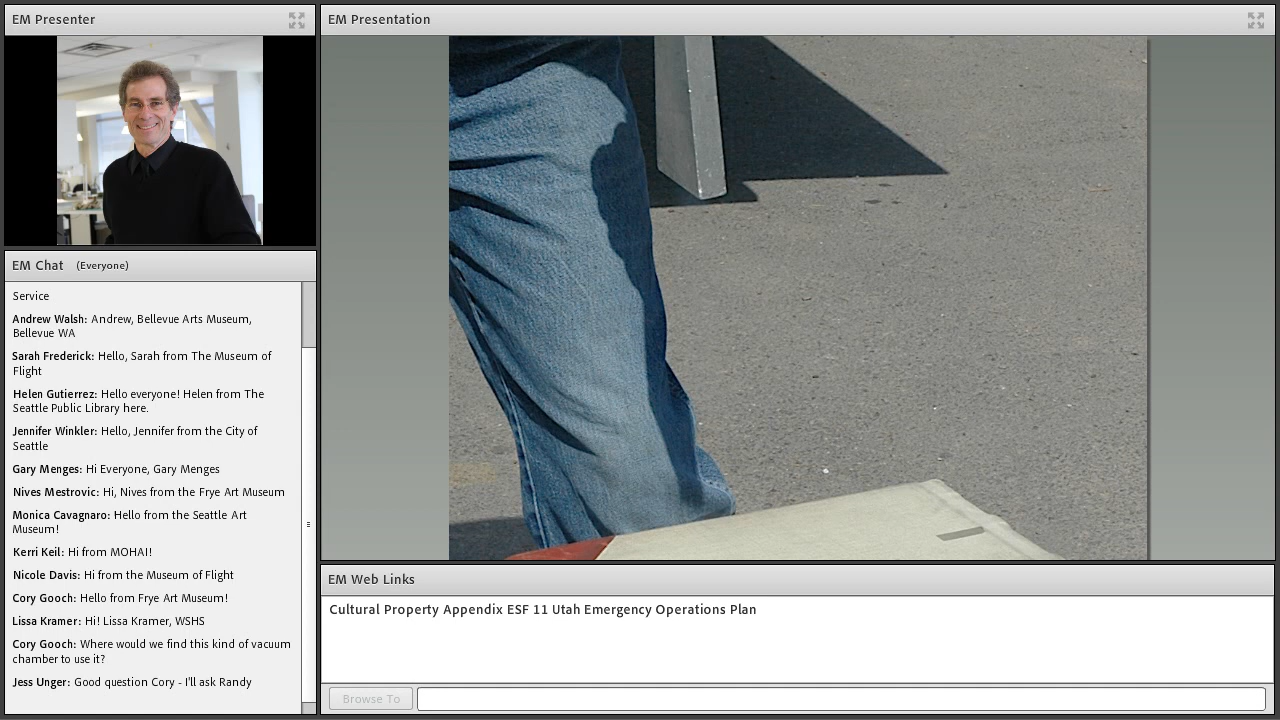 EM Presenter
EM Presentation
EM Chat (Everyone)
Service
Andrew Walsh: Andrew, Bellevue Arts Museum,
Bellevue WA
Sarah Frederick: Hello, Sarah from The Museum of
Flight
Helen Gutierrez: Hello everyone! Helen from The
Seattle Public Library here.
Jennifer Winkler: Hello, Jennifer from the City of
Seattle
Gary Menges: Hi Everyone, Gary Menges
Nives Mestrovic: Hi, Nives from the Frye Art Museum
Monica Cavagnaro: Hello from the Seattle Art
Museum!
Kerri Keil: Hi from MOHAI!
Nicole Davis: Hi from the Museum of Flight
Cory Gooch: Hello from Frye Art Museum!
Lissa Kramer: Hi! Lissa Kramer, WSHS
Cory Gooch: Where would we find this kind of vacuum
chamber to use it?
Jess Unger: Good question Cory - I'll ask Randy
EM Web Links
Cultural Property Appendix ESF 11 Utah Emergency Operations Plan
Browse To